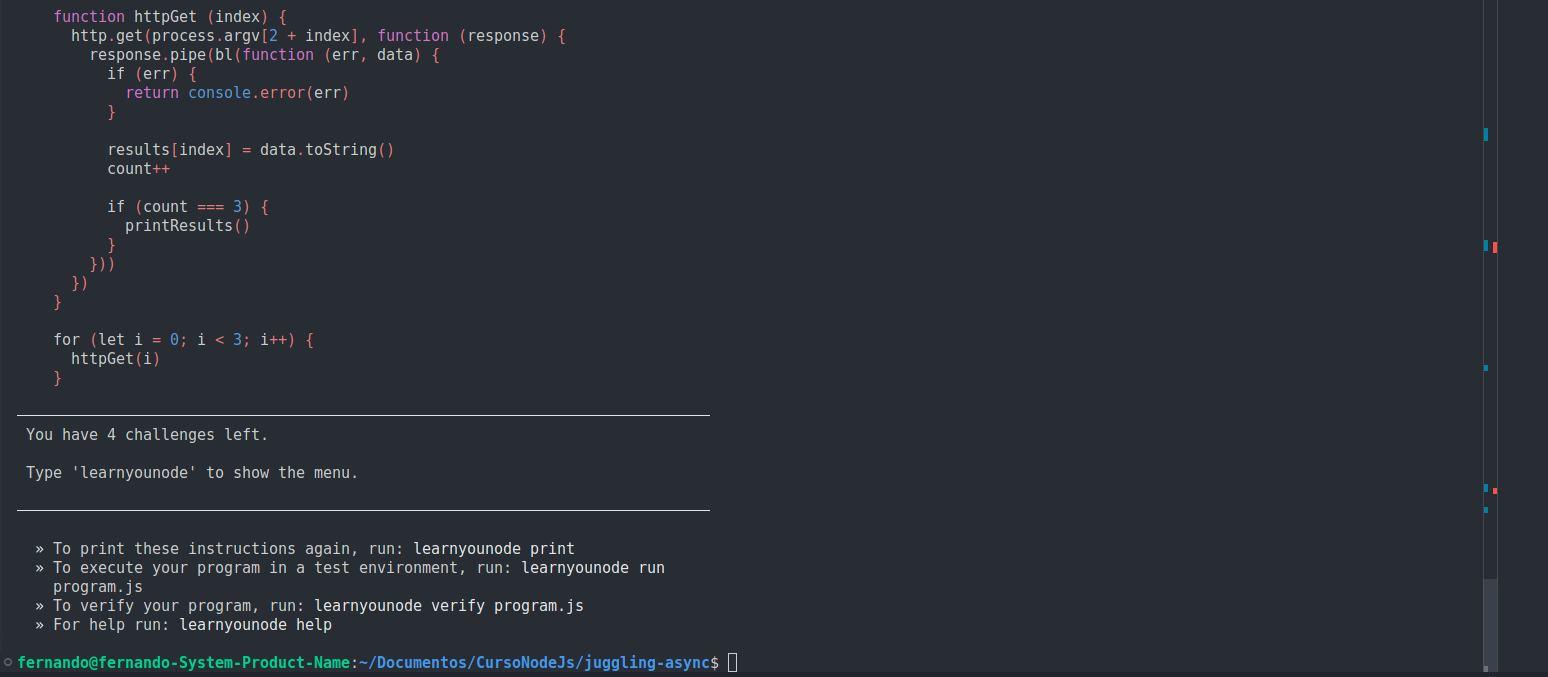 function httpGet (index) {
http.get(process.argv[2 + index], function (response) {
response.pipe(bl(function (err, data) {
if (err) {
return console.error(err)
}
results[index] = data.toString()
count++
if (count === 3) {
printResults()
}
}))
})
}
for (let i = 0; i < 3; i++) {
httpGet(i)
}
You have 4 challenges left.
Type 'learnyounode' to show the menu.
» To print these instructions again, run: learnyounode print
» To execute your program in a test environment, run: learnyounode run
program.js
» To verify your program, run: learnyounode verify program.js
» For help run: learnyounode help
fernando@fernando-System-Product-Name:~/Documentos/CursoNodeJs/juggling-async$